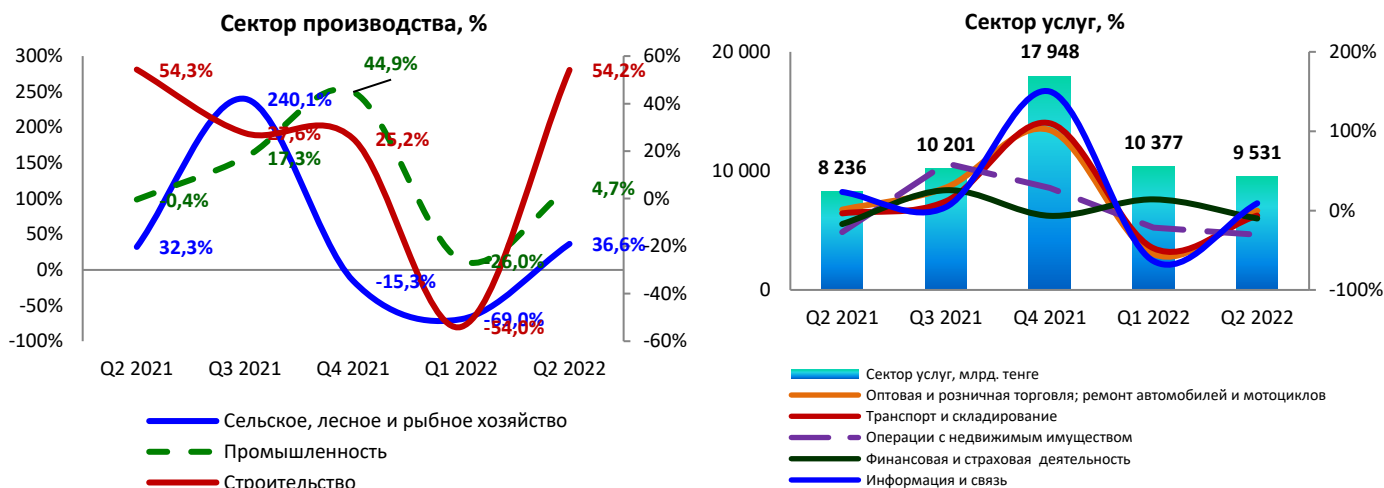 Сектор производства, %
300%
250%
200%
150%
100%
50%
0%
-50%
-100%
60%
40%
20%
0%
-20%
-40%
-60%
54,3%
27,6%
25,2%
-54,0%
54,2%
32,3%
240,1%
-15,3%
-69,0%
36,6%
-0,4%
17,3%
44,9%
-26,0%
4,7%
Q2 2021
Q3 2021
Q4 2021
Q1 2022
Q2 2022
Сельское, лесное и рыбное хозяйство
Промышленность
Строительство
Сектор услуг, %
20 000
10 000
0
200%
100%
0%
-100%
8 236
10 201
17 948
10 377
9 531
Q2 2021
Q3 2021
Q4 2021
Q1 2022
Q2 2022
Сектор услуг, млрд. тенге
Оптовая и розничная торговля; ремонт автомобилей и мотоциклов
Транспорт и складирование
Операции с недвижимым имуществом
Финансовая и страховая деятельность
Информация и связь